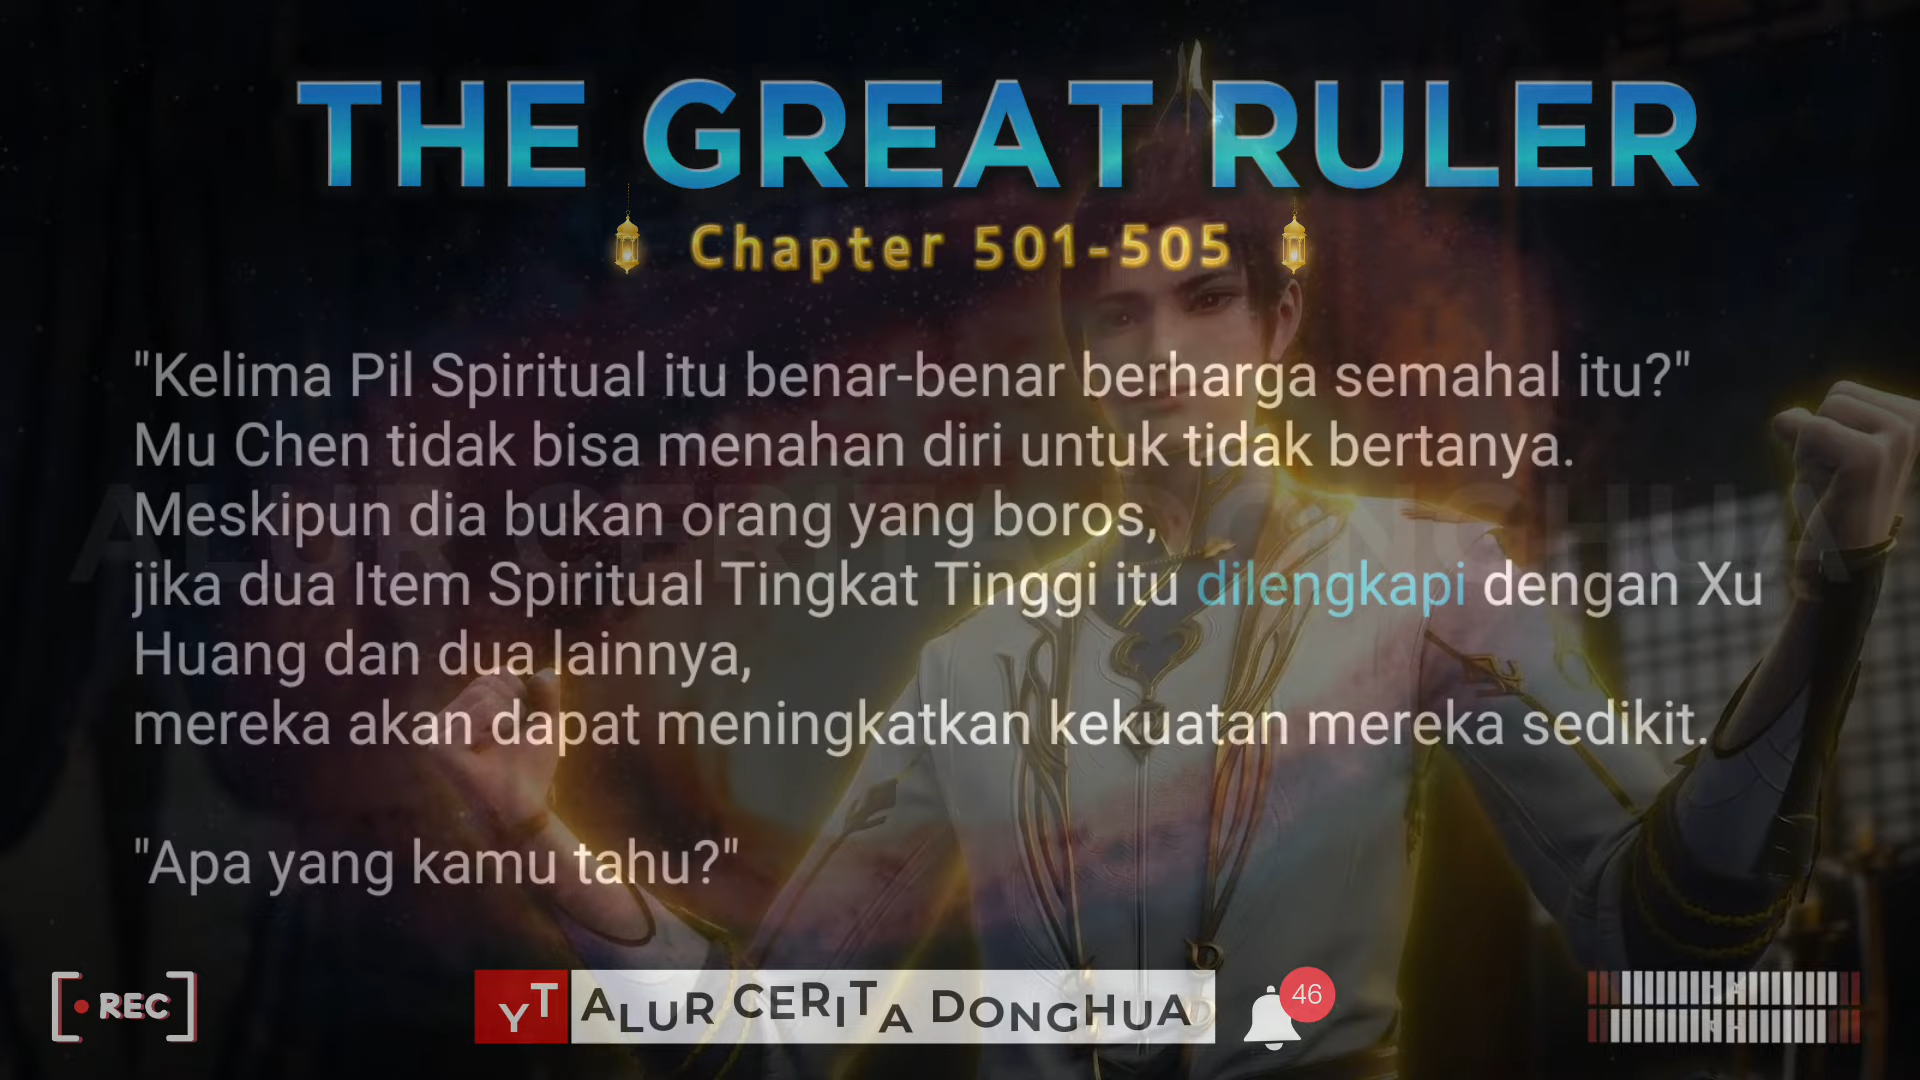 THE GREAT RULER
Chapter 501-505
"Kelima Pil Spiritual itu benar-benar berharga semahal itu?"
Mu Chen tidak bisa menahan diri untuk tidak bertanya.
Meskipun dia bukan orang yang boros,
jika dua Item Spiritual Tingkat Tinggi itu dilengkapi dengan Xu
Huang dan dua lainnya,
mereka akan dapat meningkatkan kekuatan mereka sedikit.
"Apa yang kamu tahu?"
ALUR CERITA DONGHUA
REC
YT ALUR CERITA DONGHUA
46